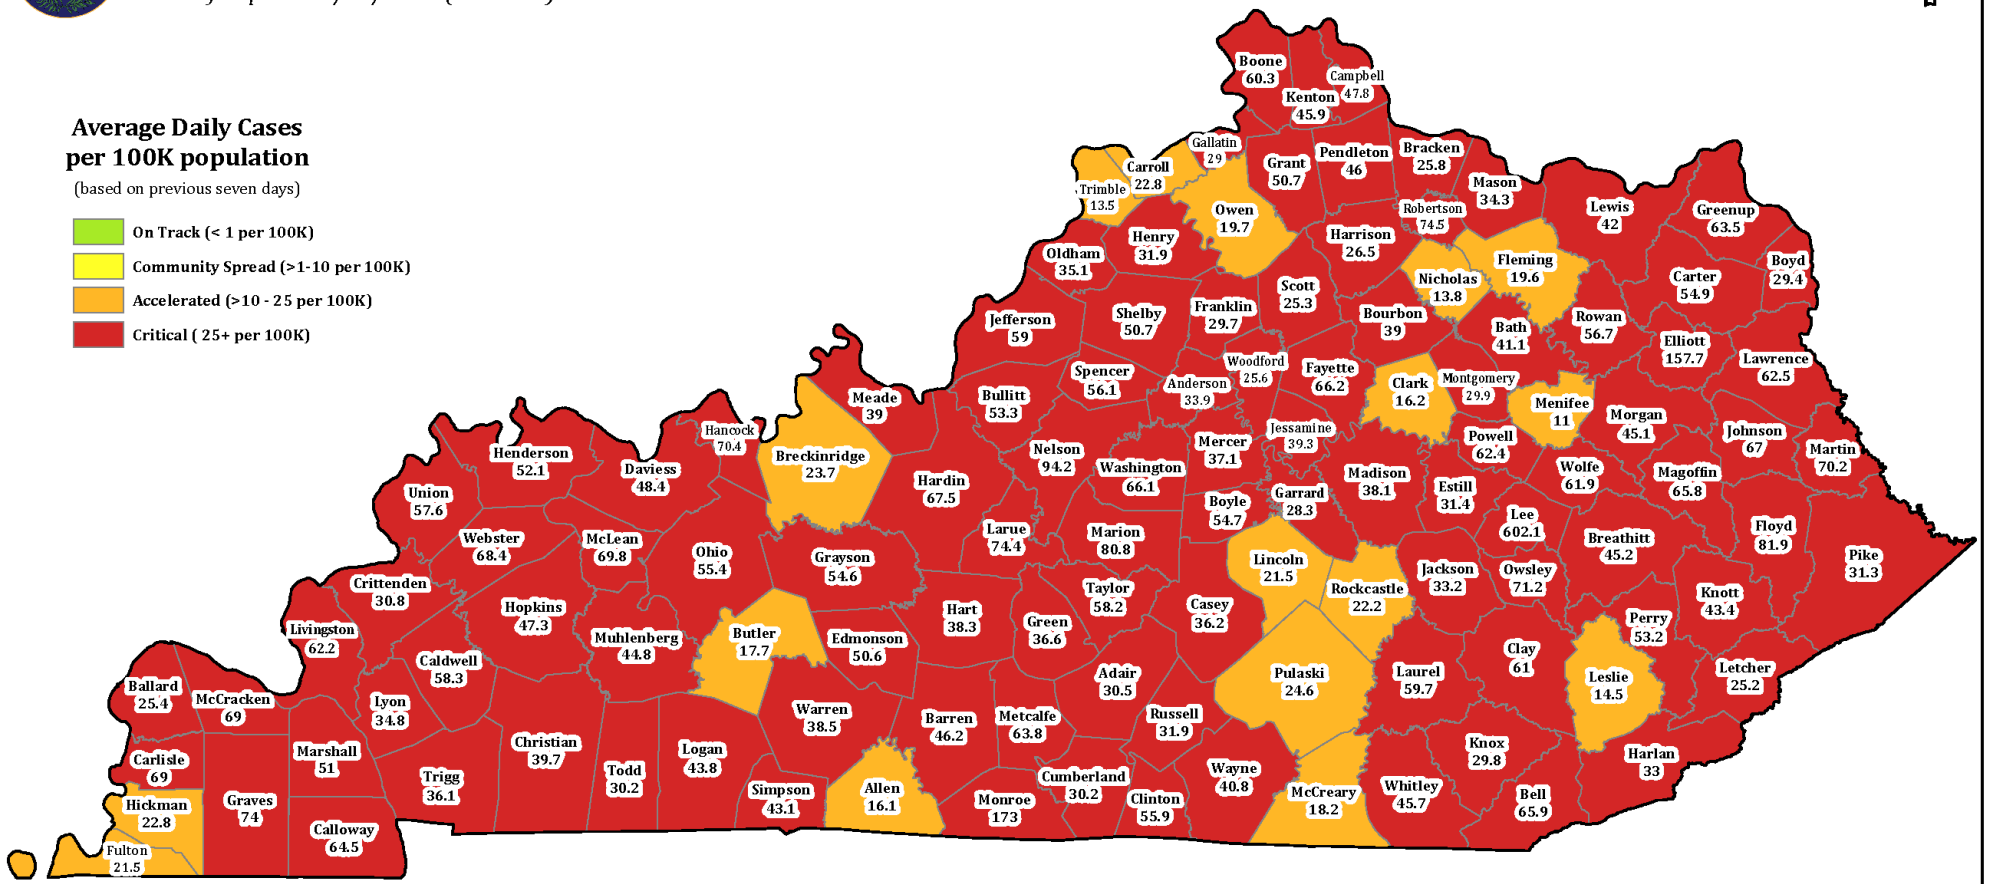 Average Daily Cases
per 100K population
(based on previous seven days)
On Track (< 1 per 100K)
Community Spread (>1-10 per 100K)
Accelerated (>10 - 25 per 100K)
Critical ( 25+ per 100K)
Boone
60.3
Campbell
47.8
Kenton
45.9
Gallatin
29
Carroll
22.8
Trimble
13.5
Grant
50.7
Pendleton
46
Bracken
25.8
Mason
34.3
Robertson
74.5
Lewis
42
Greenup
63.5
Owen
19.7
Henry
31.9
Oldham
35.1
Harrison
26.5
Nicholas
13.8
Fleming
19.6
Carter
54.9
Boyd
29.4
Jefferson
59
Shelby
50.7
Franklin
29.7
Scott
25.3
Bourbon
39
Bath
41.1
Rowan
56.7
Elliott
157.7
Lawrence
62.5
Spencer
56.1
Anderson
33.9
Woodford
25.6
Fayette
66.2
Clark
16.2
Montgomery
29.9
Menifee
11
Morgan
45.1
Johnson
67
Martin
70.2
Meade
39
Bullitt
53.3
Hancock
70.4
Breckinridge
23.7
Henderson
52.1
Daviess
48.4
Union
57.6
Hardin
67.5
Nelson
94.2
Washington
66.1
Mercer
37.1
Jessamine
39.3
Madison
38.1
Powell
62.4
Estill
31.4
Wolfe
61.9
Magoffin
65.8
Boyle
54.7
Garrard
28.3
Lee
602.1
Breathitt
45.2
Floyd
81.9
Pike
31.3
Webster
68.4
McLean
69.8
Ohio
55.4
Grayson
54.6
Larue
74.4
Marion
80.8
Lincoln
21.5
Rockcastle
22.2
Jackson
33.2
Owsley
71.2
Knott
43.4
Perry
53.2
Crittenden
30.8
Livingston
62.2
Hopkins
47.3
Muhlenberg
44.8
Butler
17.7
Edmonson
50.6
Hart
38.3
Green
36.6
Taylor
58.2
Casey
36.2
Caldwell
58.3
Lyon
34.8
Adair
30.5
Pulaski
24.6
Laurel
59.7
Clay
61
Leslie
14.5
Letcher
25.2
Ballard
25.4
McCracken
69
Carlisle
69
Marshall
51
Trigg
36.1
Christian
39.7
Todd
30.2
Logan
43.8
Warren
38.5
Simpson
43.1
Allen
16.1
Barren
46.2
Metcalfe
63.8
Monroe
173
Cumberland
30.2
Russell
31.9
Clinton
55.9
Wayne
40.8
McCreary
18.2
Whitley
45.7
Knox
29.8
Bell
65.9
Harlan
33
Hickman
22.8
Fulton
21.5
Graves
74
Calloway
64.5